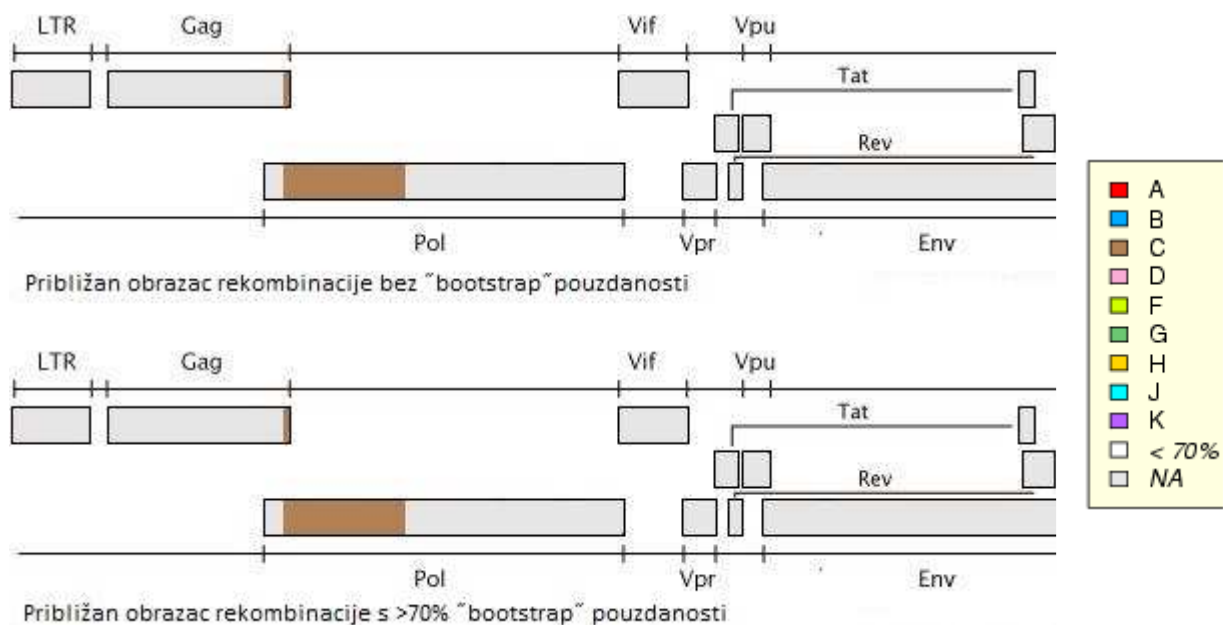 LTR Gag Vif Vpu
Tat
Rev
Pol Vpr Env
Približan obrazac rekombinacije bez ˝bootstrap˝ pouzdanosti
LTR Gag Vif Vpu
Tat
Rev
Pol Vpr Env
Približan obrazac rekombinacije s >70% ˝bootstrap˝ pouzdanosti
A
B
C
D
F
G
H
J
K
< 70%
NA